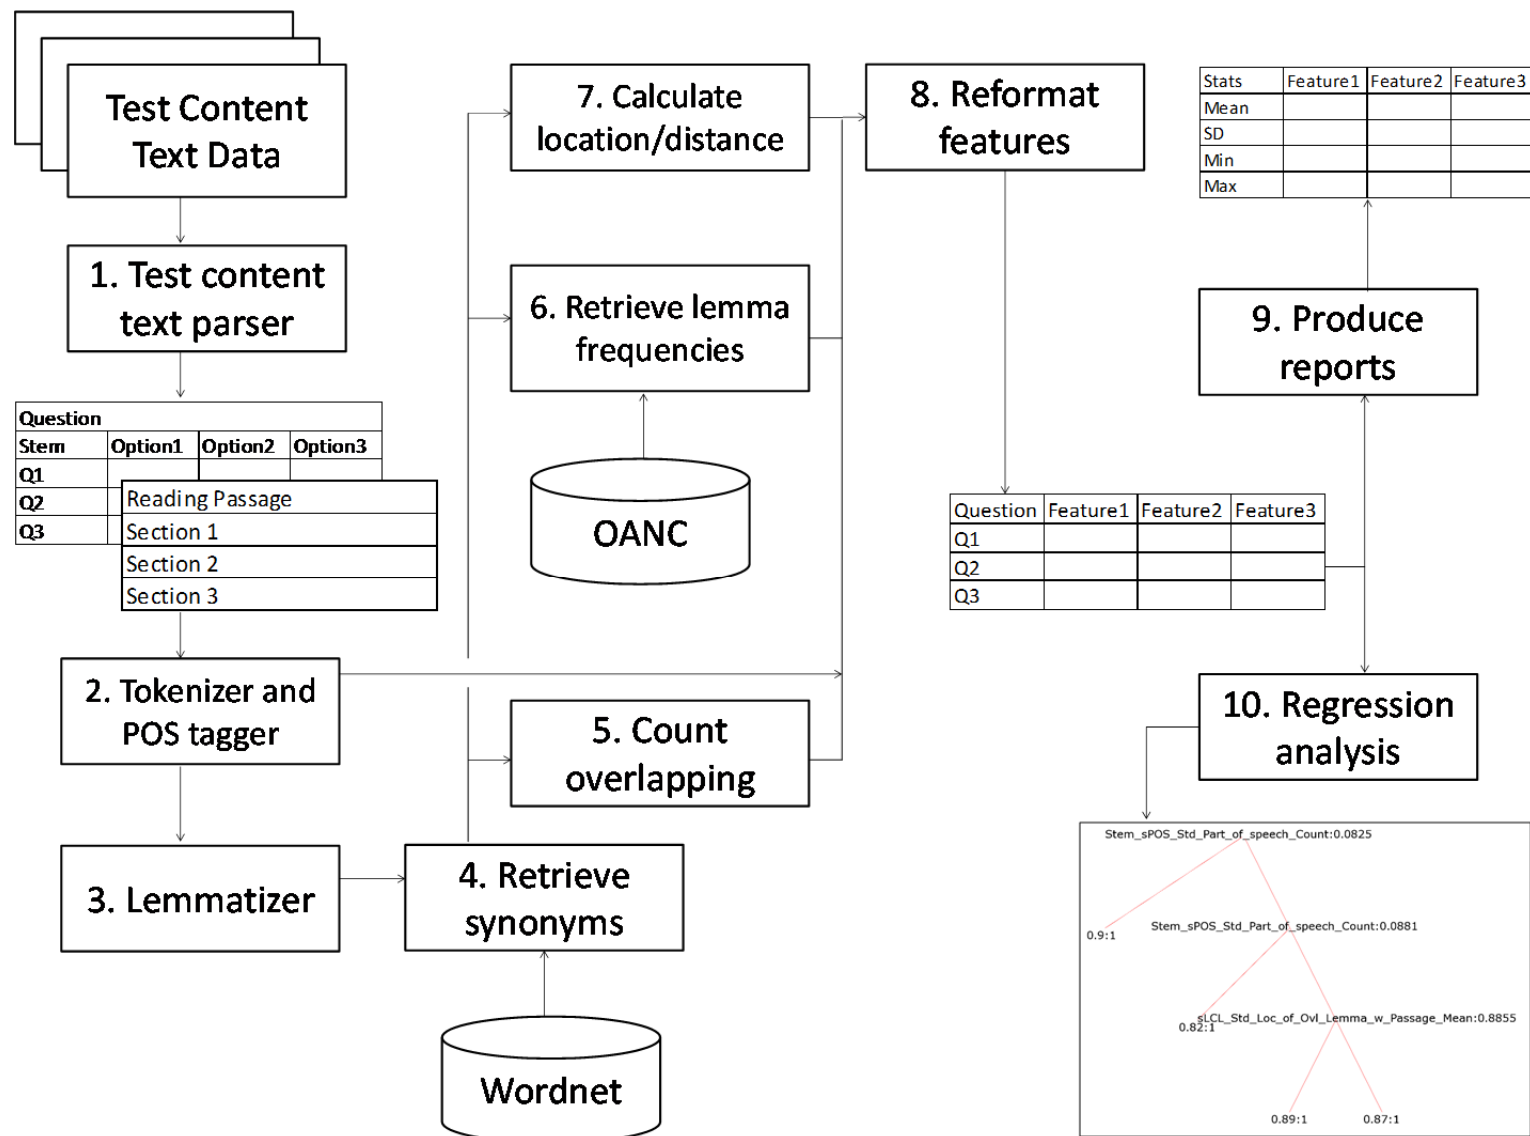 Test Content
Text Data
1. Test content
text parser
Question
Stem Option1 Option2 Option3
Q1
Q2
Q3
Reading Passage
Section 1
Section 2
Section 3
2. Tokenizer and
POS tagger
3. Lemmatizer
4. Retrieve
synonyms
Wordnet
5. Count
overlapping
6. Retrieve lemma
frequencies
OANC
7. Calculate
location/distance
8. Reformat
features
Question Feature1 Feature2 Feature3
Q1
Q2
Q3
Stats Feature1 Feature2 Feature3
Mean
SD
Min
Max
9. Produce
reports
10. Regression
analysis
Stem_sPOS_Std_Part_of_speech_Count:0.0825
0.9:1
Stem_sPOS_Std_Part_of_speech_Count:0.0881
0.82:1
sLCL_Std_Loc_of_Ovl_Lemma_w_Passage_Mean:0.8855
0.89:1
0.87:1